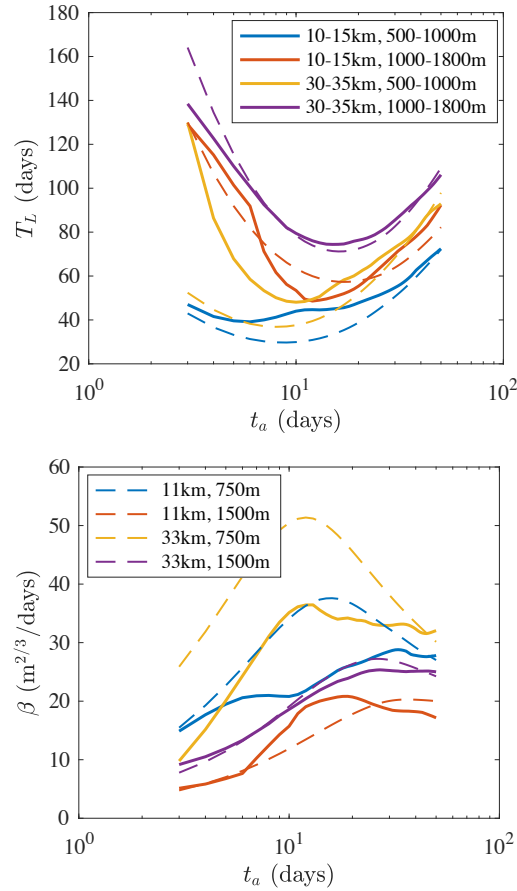 180
160
140
120
100
80
60
40
20
T_L (days)
10-15km, 500-1000m
10-15km, 1000-1800m
30-35km, 500-1000m
30-35km, 1000-1800m
10^0 10^1 10^2
t_a (days)
60
50
40
30
20
10
0
β (m^{2/3}/days)
11km, 750m
11km, 1500m
33km, 750m
33km, 1500m
10^0 10^1 10^2
t_a (days)